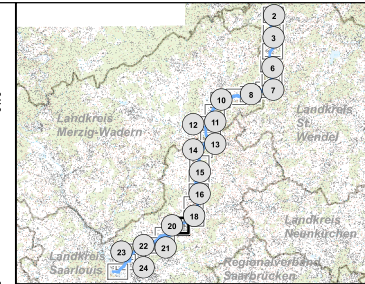 2
3
6
7
8
10
11
12
13
14
15
16
18
20
21
22
23
24
Landkreis
Merzig-Wadern
Landkreis
St.
Wendel
Landkreis
Neunkirchen
Landkreis
Saarlouis
Regionalverband
Saarbrücken